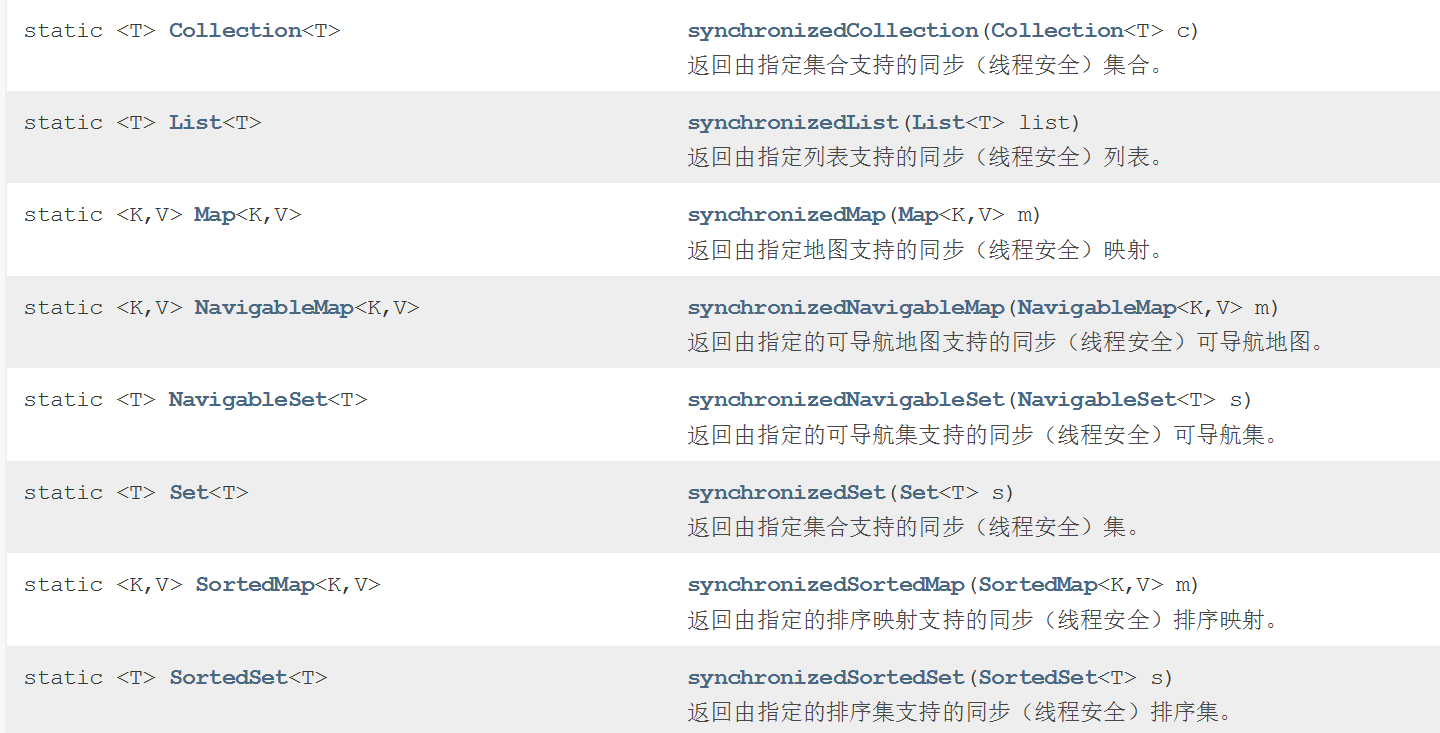 static <T> Collection<T> synchronizedCollection(Collection<T> c)
返回由指定集合支持的同步（线程安全）集合。
static <T> List<T> synchronizedList(List<T> list)
返回由指定列表支持的同步（线程安全）列表。
static <K,V> Map<K,V> synchronizedMap(Map<K,V> m)
返回由指定地图支持的同步（线程安全）映射。
static <K,V> NavigableMap<K,V> synchronizedNavigableMap(NavigableMap<K,V> m)
返回由指定的可导航地图支持的同步（线程安全）可导航地图。
static <T> NavigableSet<T> synchronizedNavigableSet(NavigableSet<T> s)
返回由指定的可导航集支持的同步（线程安全）可导航集。
static <T> Set<T> synchronizedSet(Set<T> s)
返回由指定集合支持的同步（线程安全）集。
static <K,V> SortedMap<K,V> synchronizedSortedMap(SortedMap<K,V> m)
返回由指定的排序映射支持的同步（线程安全）排序映射。
static <T> SortedSet<T> synchronizedSortedSet(SortedSet<T> s)
返回由指定的排序集支持的同步（线程安全）排序集。